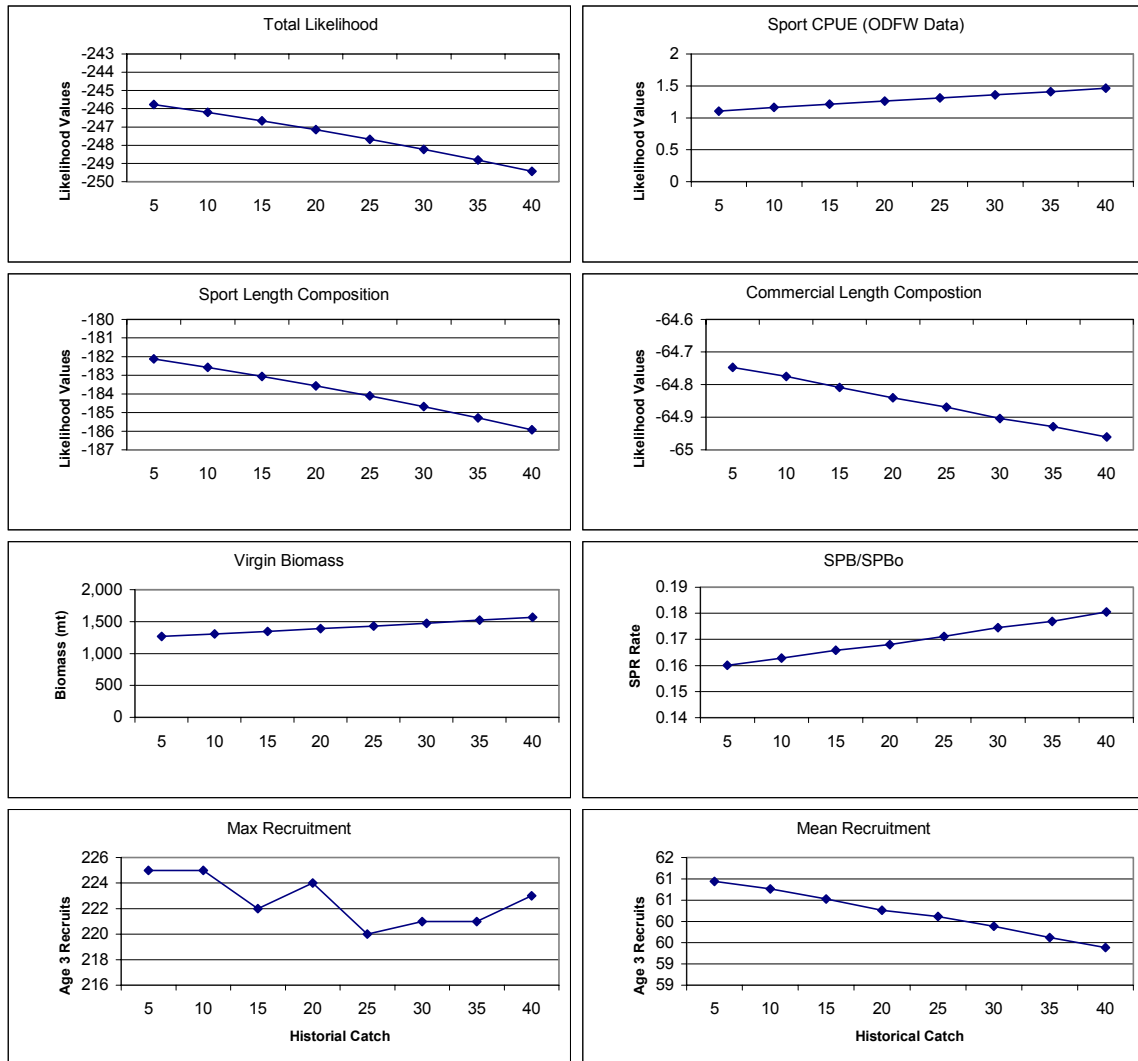 Total Likelihood
Likelihood Values
-243
-244
-245
-246
-247
-248
-249
-250
5 10 15 20 25 30 35 40
Sport CPUE (ODFW Data)
Likelihood Values
2
1.5
1
0.5
0
5 10 15 20 25 30 35 40
Sport Length Composition
Likelihood Values
-180
-181
-182
-183
-184
-185
-186
-187
5 10 15 20 25 30 35 40
Commercial Length Compostion
Likelihood Values
-64.6
-64.7
-64.8
-64.9
-65
5 10 15 20 25 30 35 40
Virgin Biomass
Biomass (mt)
2,000
1,500
1,000
500
0
5 10 15 20 25 30 35 40
SPB/SPBo
SPR Rate
0.19
0.18
0.17
0.16
0.15
0.14
5 10 15 20 25 30 35 40
Max Recruitment
Age 3 Recruits
226
224
222
220
218
216
5 10 15 20 25 30 35 40
Historial Catch
Mean Recruitment
Age 3 Recruits
62
61
61
60
60
59
59
5 10 15 20 25 30 35 40
Historical Catch